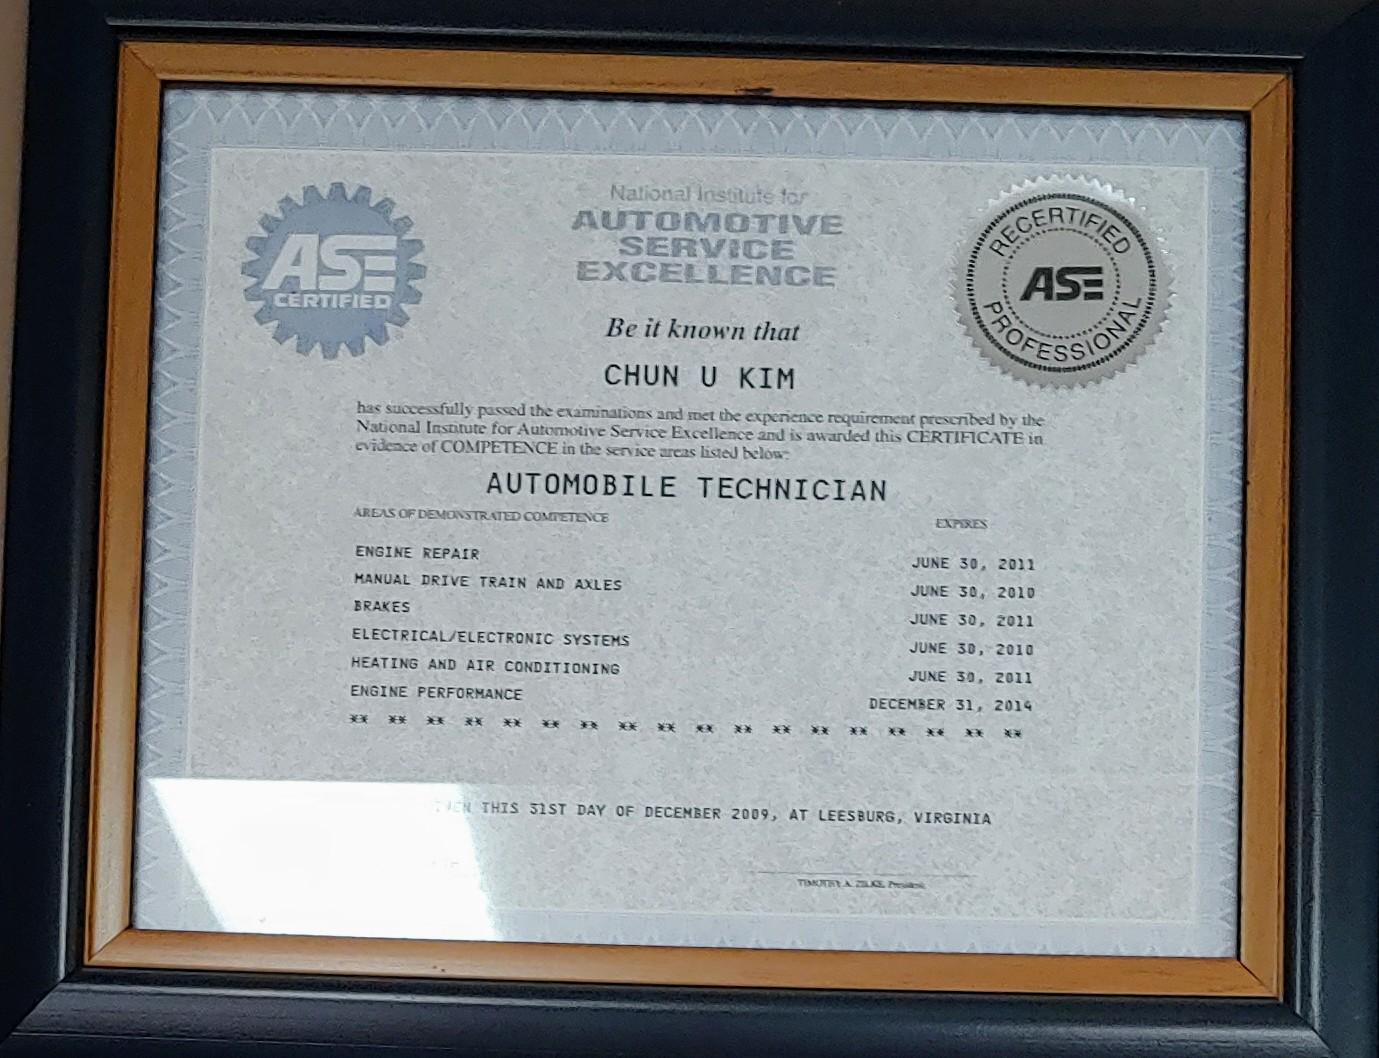 ASE
CERTIFIED
National Institute for
AUTOMOTIVE
SERVICE
EXCELLENCE
RECERTIFIED
ASE
PROFESSIONAL
Be it known that
CHUN U KIM
has successfully passed the examinations and met the experience requirement prescribed by the
National Institute for Automotive Service Excellence and is awarded this CERTIFICATE in
evidence of COMPETENCE in the service areas listed below:
AUTOMOBILE TECHNICIAN
AREAS OF DEMONSTRATED COMPETENCE EXPIRES
ENGINE REPAIR JUNE 30, 2011
MANUAL DRIVE TRAIN AND AXLES JUNE 30, 2010
BRAKES JUNE 30, 2011
ELECTRICAL/ELECTRONIC SYSTEMS JUNE 30, 2010
HEATING AND AIR CONDITIONING JUNE 30, 2011
ENGINE PERFORMANCE DECEMBER 31, 2014
** ** ** ** ** ** ** ** ** ** ** ** ** ** ** ** ** **
THIS 31ST DAY OF DECEMBER 2009, AT LEESBURG, VIRGINIA
TIMOTHY A. ZILKE, President